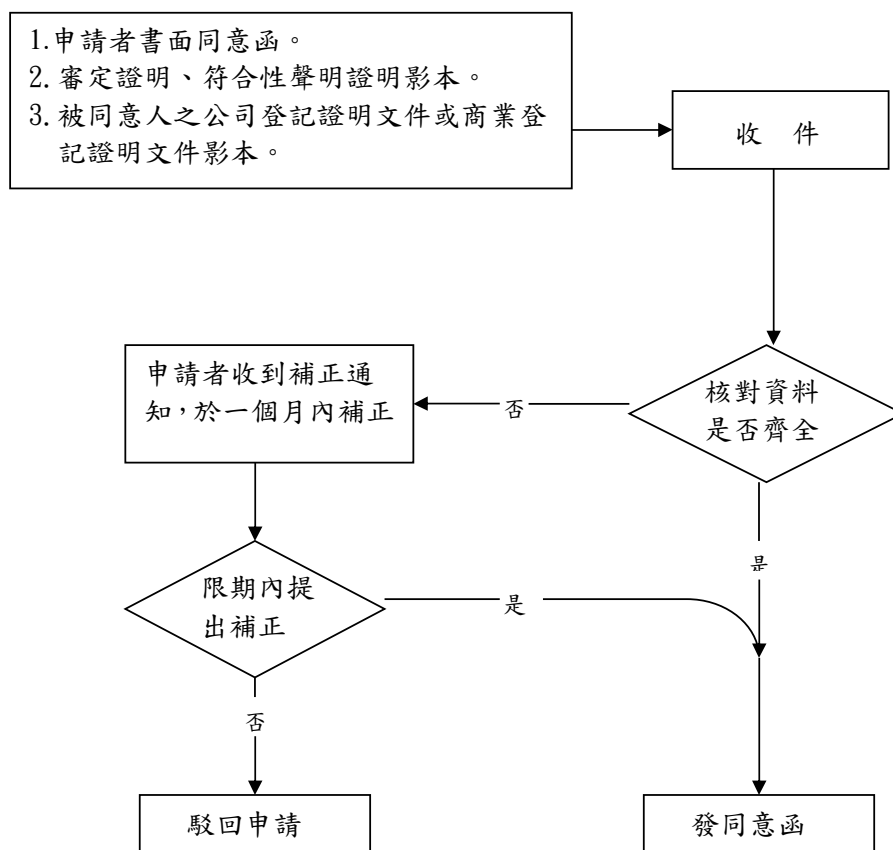 1.申請者書面同意函。
2.審定證明、符合性聲明證明影本。
3.被同意人之公司登記證明文件或商業登
記證明文件影本。
收 件
申請者收到補正通
知，於一個月內補正
否
核對資料
是否齊全
是
限期內提
出補正
是
否
駁回申請
發同意函